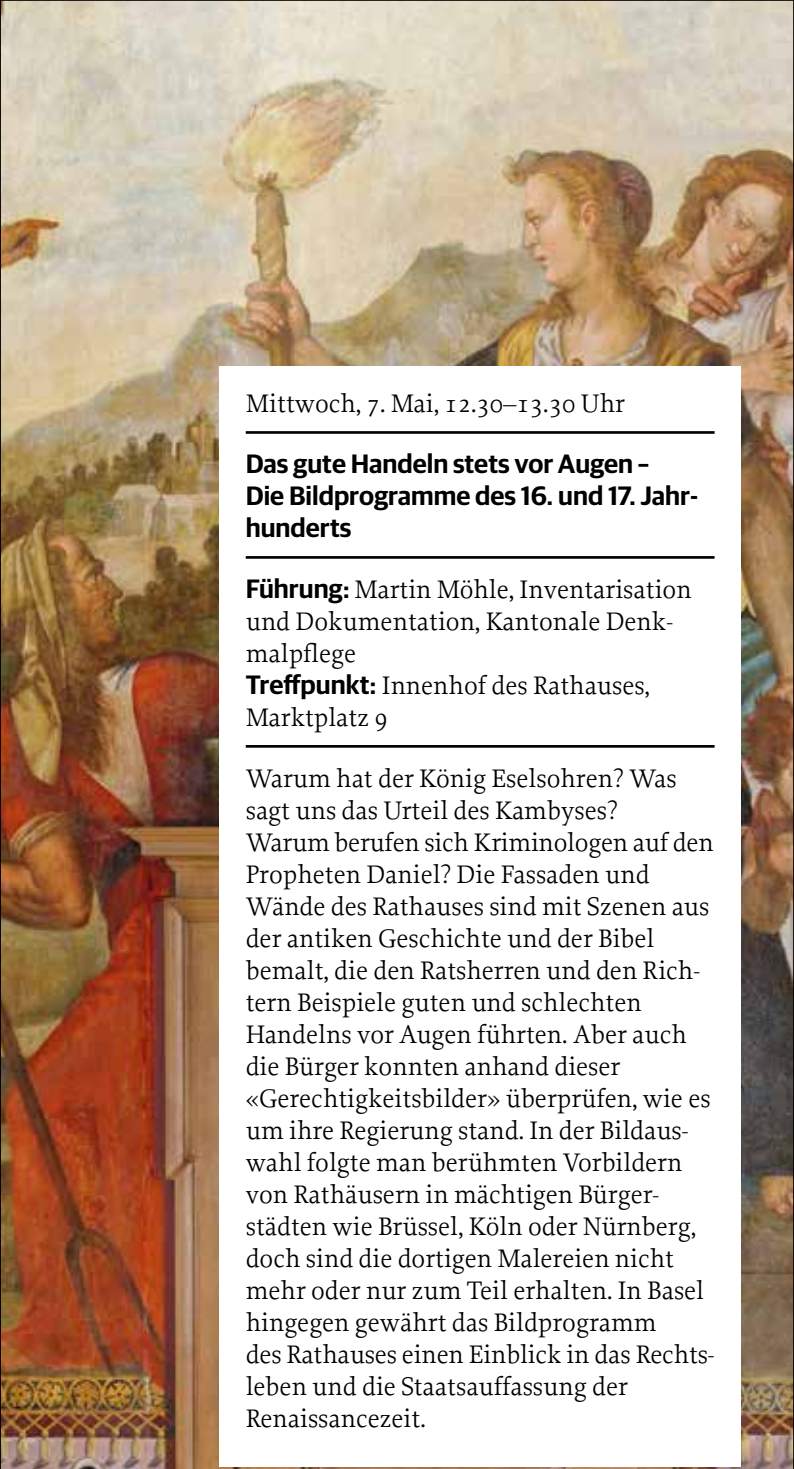 Mittwoch, 7. Mai, 12.30–13.30 Uhr
Das gute Handeln stets vor Augen –
Die Bildprogramme des 16. und 17. Jahr-
hunderts
Führung: Martin Möhle, Inventarisation
und Dokumentation, Kantonale Denk-
malpflege
Treffpunkt: Innenhof des Rathauses,
Marktplatz 9
Warum hat der König Eselsohren? Was
sagt uns das Urteil des Kambyses?
Warum berufen sich Kriminologen auf den
Propheten Daniel? Die Fassaden und
Wände des Rathauses sind mit Szenen aus
der antiken Geschichte und der Bibel
bemalt, die den Ratsherren und den Rich-
tern Beispiele guten und schlechten
Handelns vor Augen führten. Aber auch
die Bürger konnten anhand dieser
«Gerechtigkeitsbilder» überprüfen, wie es
um ihre Regierung stand. In der Bildaus-
wahl folgte man berühmten Vorbildern
von Rathäusern in mächtigen Bürger-
städten wie Brüssel, Köln oder Nürnberg,
doch sind die dortigen Malereien nicht
mehr oder nur zum Teil erhalten. In Basel
hingegen gewährt das Bildprogramm
des Rathauses einen Einblick in das Rechts-
leben und die Staatsauffassung der
Renaissancezeit.